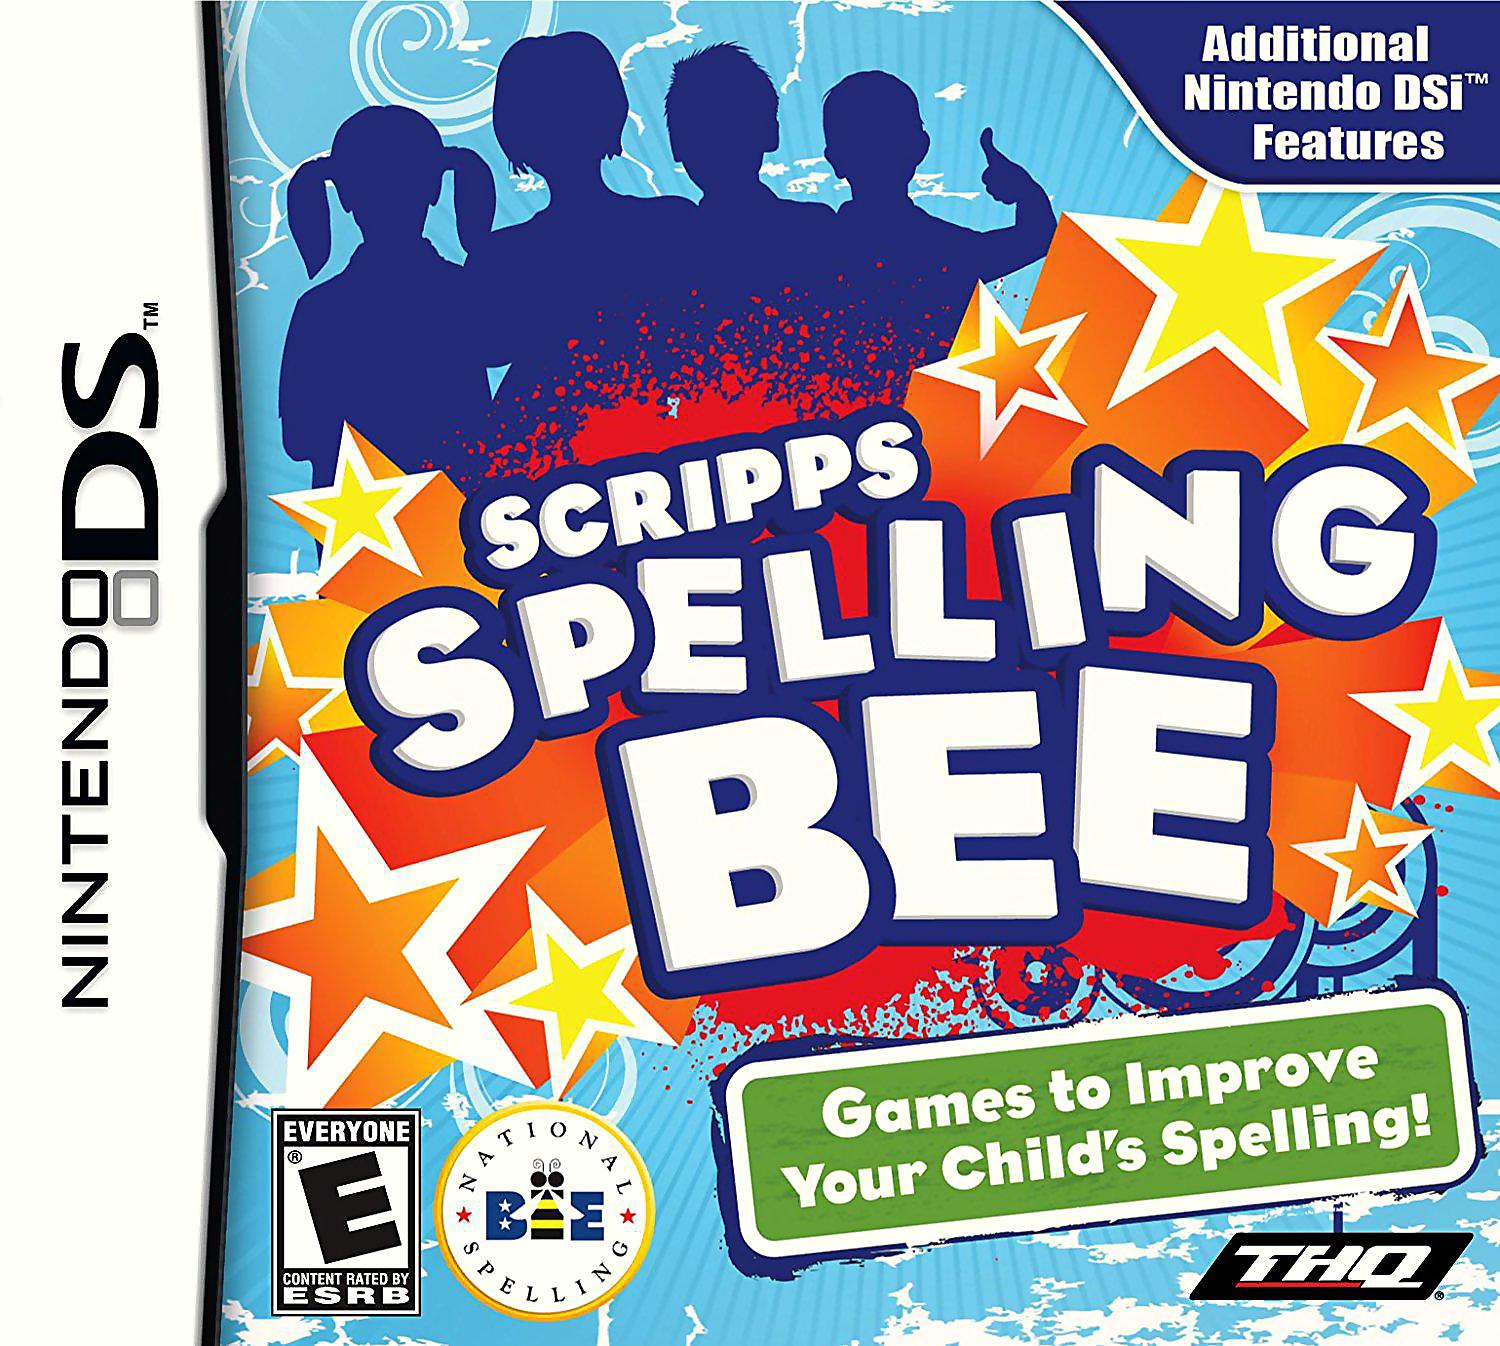 Additional
Nintendo DSi™
Features
NINTENDO DS™
SCRIPPS
SPELLING
BEE
Games to Improve
Your Child's Spelling!
EVERYONE
E®
CONTENT RATED BY
ESRB
NATIONAL
BEE
SPELLING
THQ®